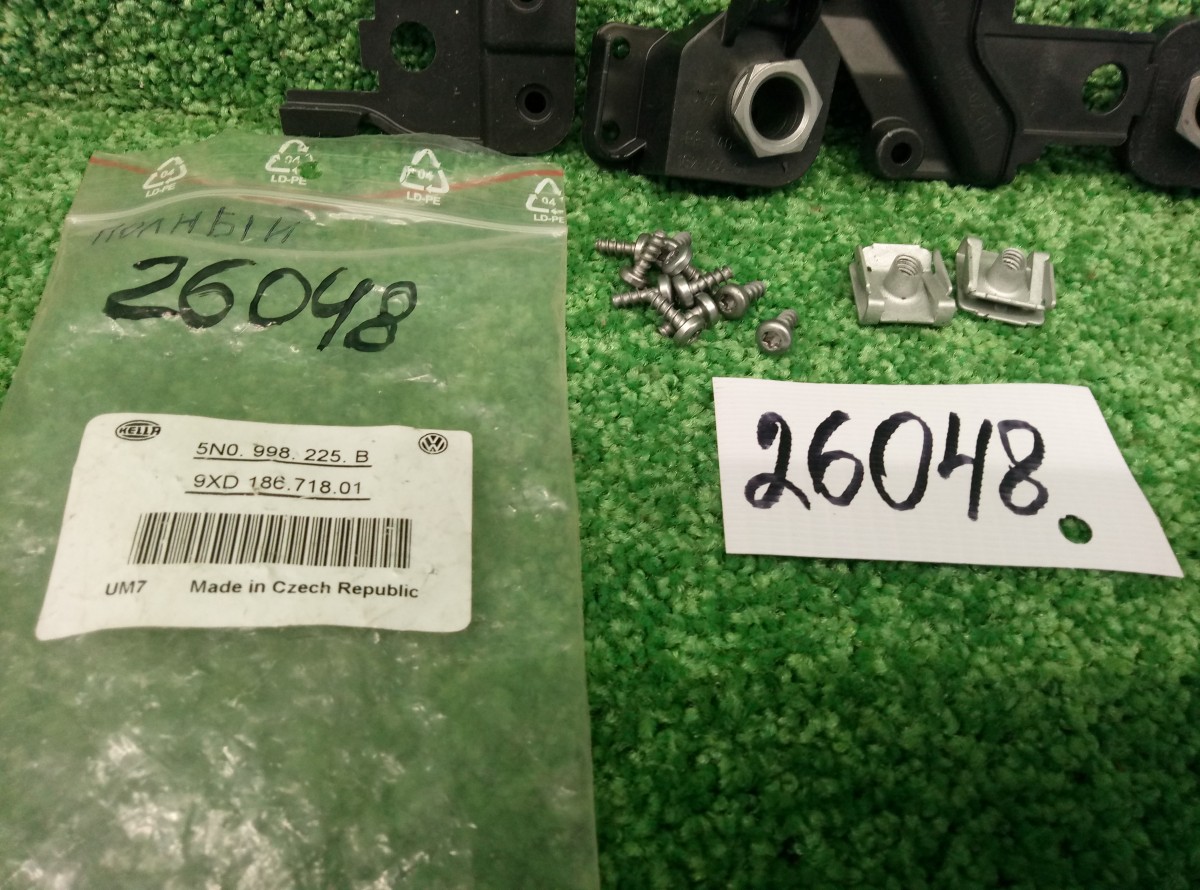 04
LD-PE
04
LD-PE
04
LD-PE
04
LD-PE
полный
26048
HELLA
5N0. 998. 225. B
9XD 186.718.01
UM7 Made in Czech Republic
26048